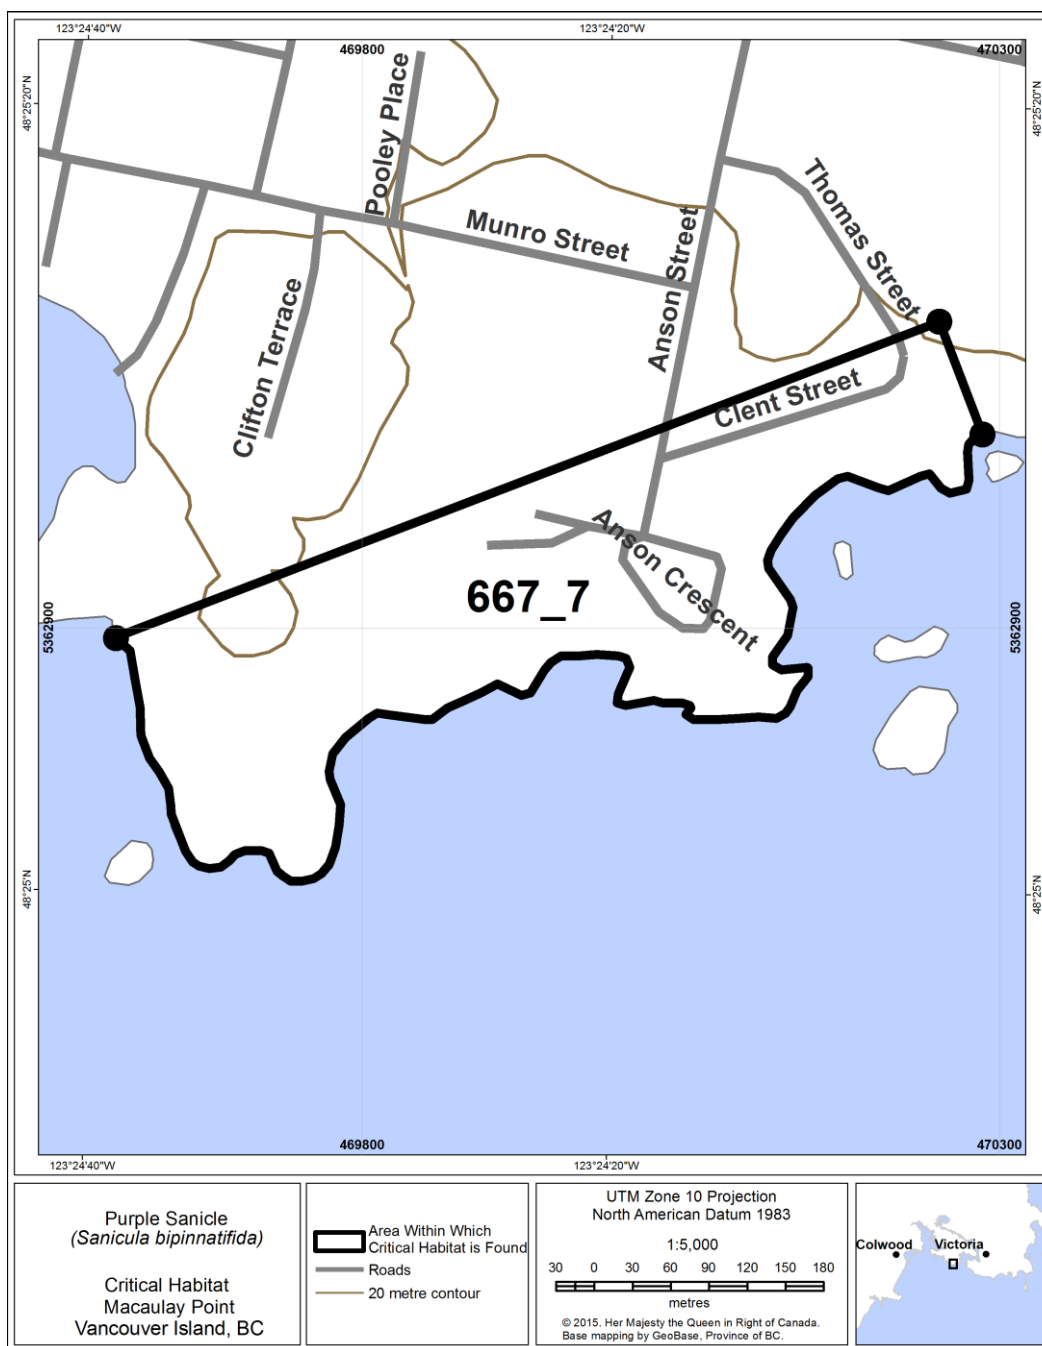 123°24'40"W
123°24'20"W
469800
470300
48°25'20"N
48°25'20"N
Pooley Place
Munro Street
Anson Street
Thomas Street
Clifton Terrace
Clent Street
Anson Crescent
667_7
5362900
5362900
48°25'N
48°25'N
469800
470300
123°24'40"W
123°24'20"W
Purple Sanicle
(Sanicula bipinnatifida)
Critical Habitat
Macaulay Point
Vancouver Island, BC
Area Within Which
Critical Habitat is Found
Roads
20 metre contour
UTM Zone 10 Projection
North American Datum 1983
1:5,000
30 0 30 60 90 120 150 180
metres
© 2015. Her Majesty the Queen in Right of Canada.
Base mapping by GeoBase, Province of BC.
Colwood
Victoria